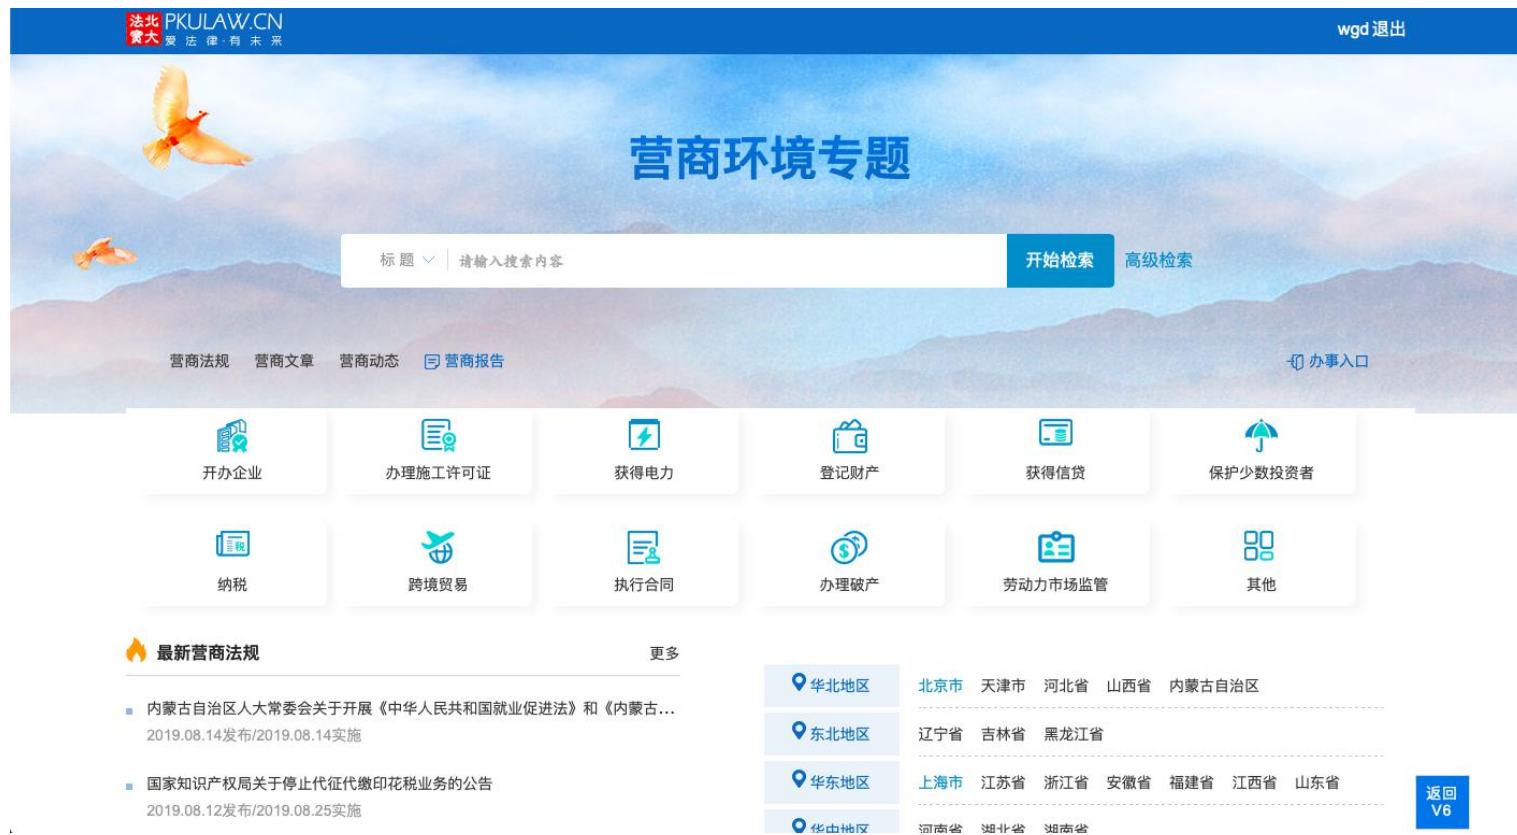 法北 PKULAW.CN
寳大 爱法律·有未来
wgd 退出
营商环境专题
标题 请输入搜索内容 开始检索 高级检索
营商法规 营商文章 营商动态 营商报告 办事入口
开办企业 办理施工许可证 获得电力 登记财产 获得信贷 保护少数投资者
税
纳税 跨境贸易 执行合同 办理破产 劳动力市场监管 其他
最新营商法规 更多
内蒙古自治区人大常委会关于开展《中华人民共和国就业促进法》和《内蒙古...
2019.08.14发布/2019.08.14实施
国家知识产权局关于停止代征代缴印花税业务的公告
2019.08.12发布/2019.08.25实施
华北地区 北京市 天津市 河北省 山西省 内蒙古自治区
东北地区 辽宁省 吉林省 黑龙江省
华东地区 上海市 江苏省 浙江省 安徽省 福建省 江西省 山东省
华中地区 河南省 湖北省 湖南省
返回
V6